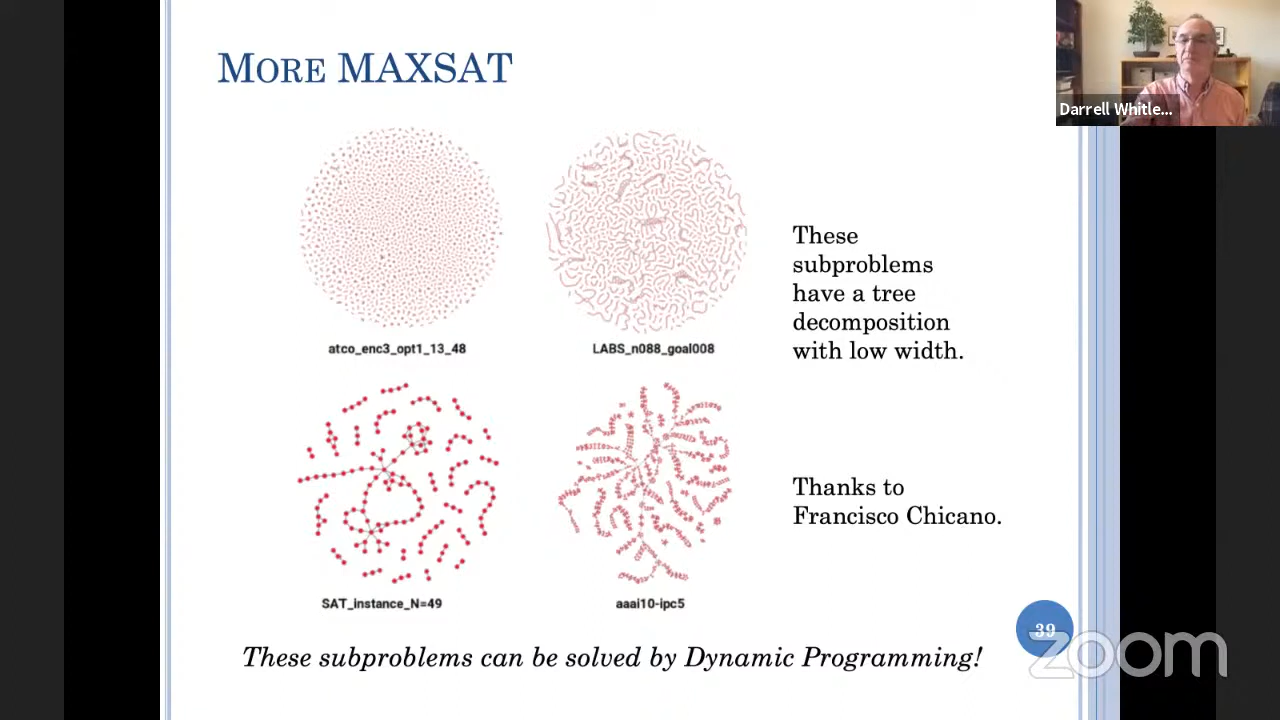 MORE MAXSAT
Darrell Whitle...
These
subproblems
have a tree
decomposition
with low width.
atco_enc3_opt1_13_48
LABS_n088_goal008
Thanks to
Francisco Chicano.
SAT_instance_N=49
aaai10-ipc5
39
These subproblems can be solved by Dynamic Programming!
zoom